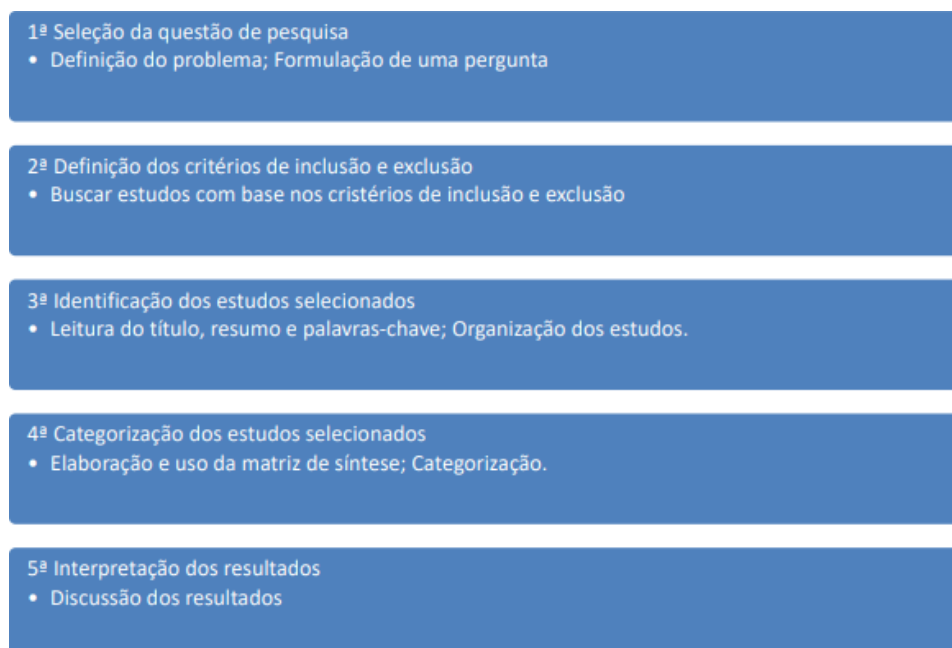 1ª Seleção da questão de pesquisa
• Definição do problema; Formulação de uma pergunta
2ª Definição dos critérios de inclusão e exclusão
• Buscar estudos com base nos cristérios de inclusão e exclusão
3ª Identificação dos estudos selecionados
• Leitura do título, resumo e palavras-chave; Organização dos estudos.
4ª Categorização dos estudos selecionados
• Elaboração e uso da matriz de síntese; Categorização.
5ª Interpretação dos resultados
• Discussão dos resultados